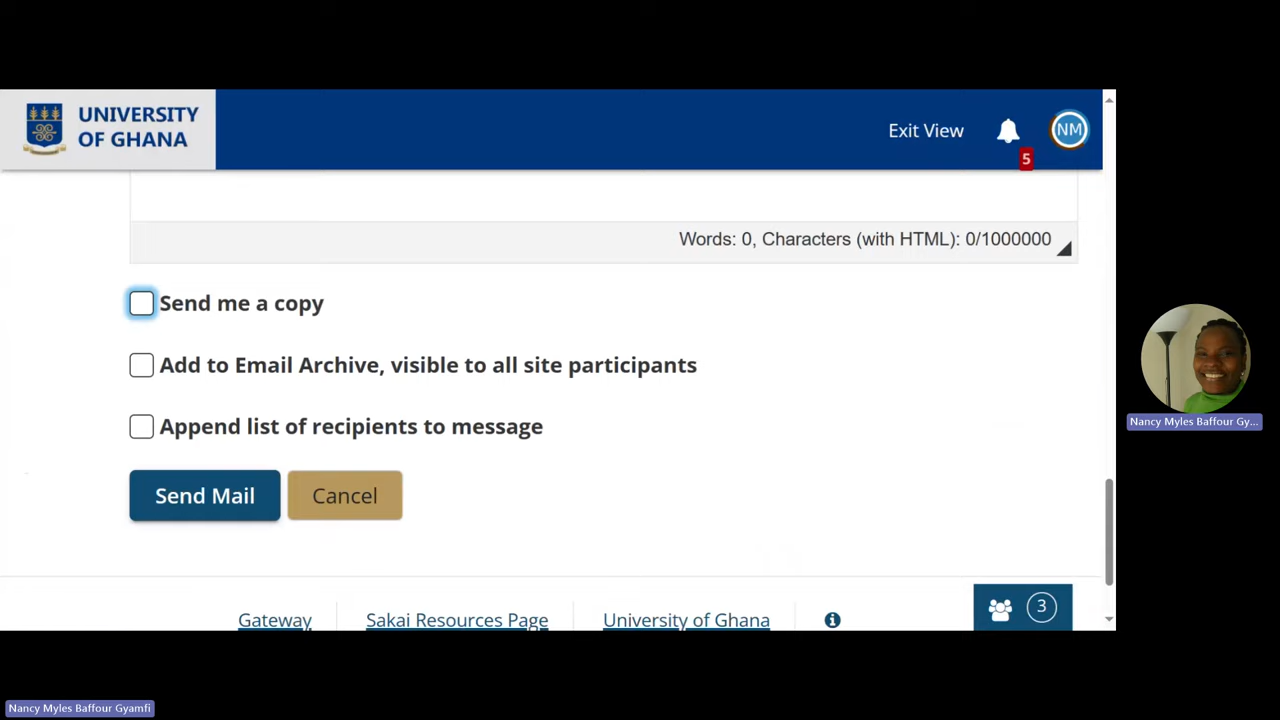 UNIVERSITY
OF GHANA
Exit View
5
NM
Words: 0, Characters (with HTML): 0/1000000
Send me a copy
Add to Email Archive, visible to all site participants
Append list of recipients to message
Send Mail
Cancel
Gateway
Sakai Resources Page
University of Ghana
3
Nancy Myles Baffour Gy...
Nancy Myles Baffour Gyamfi